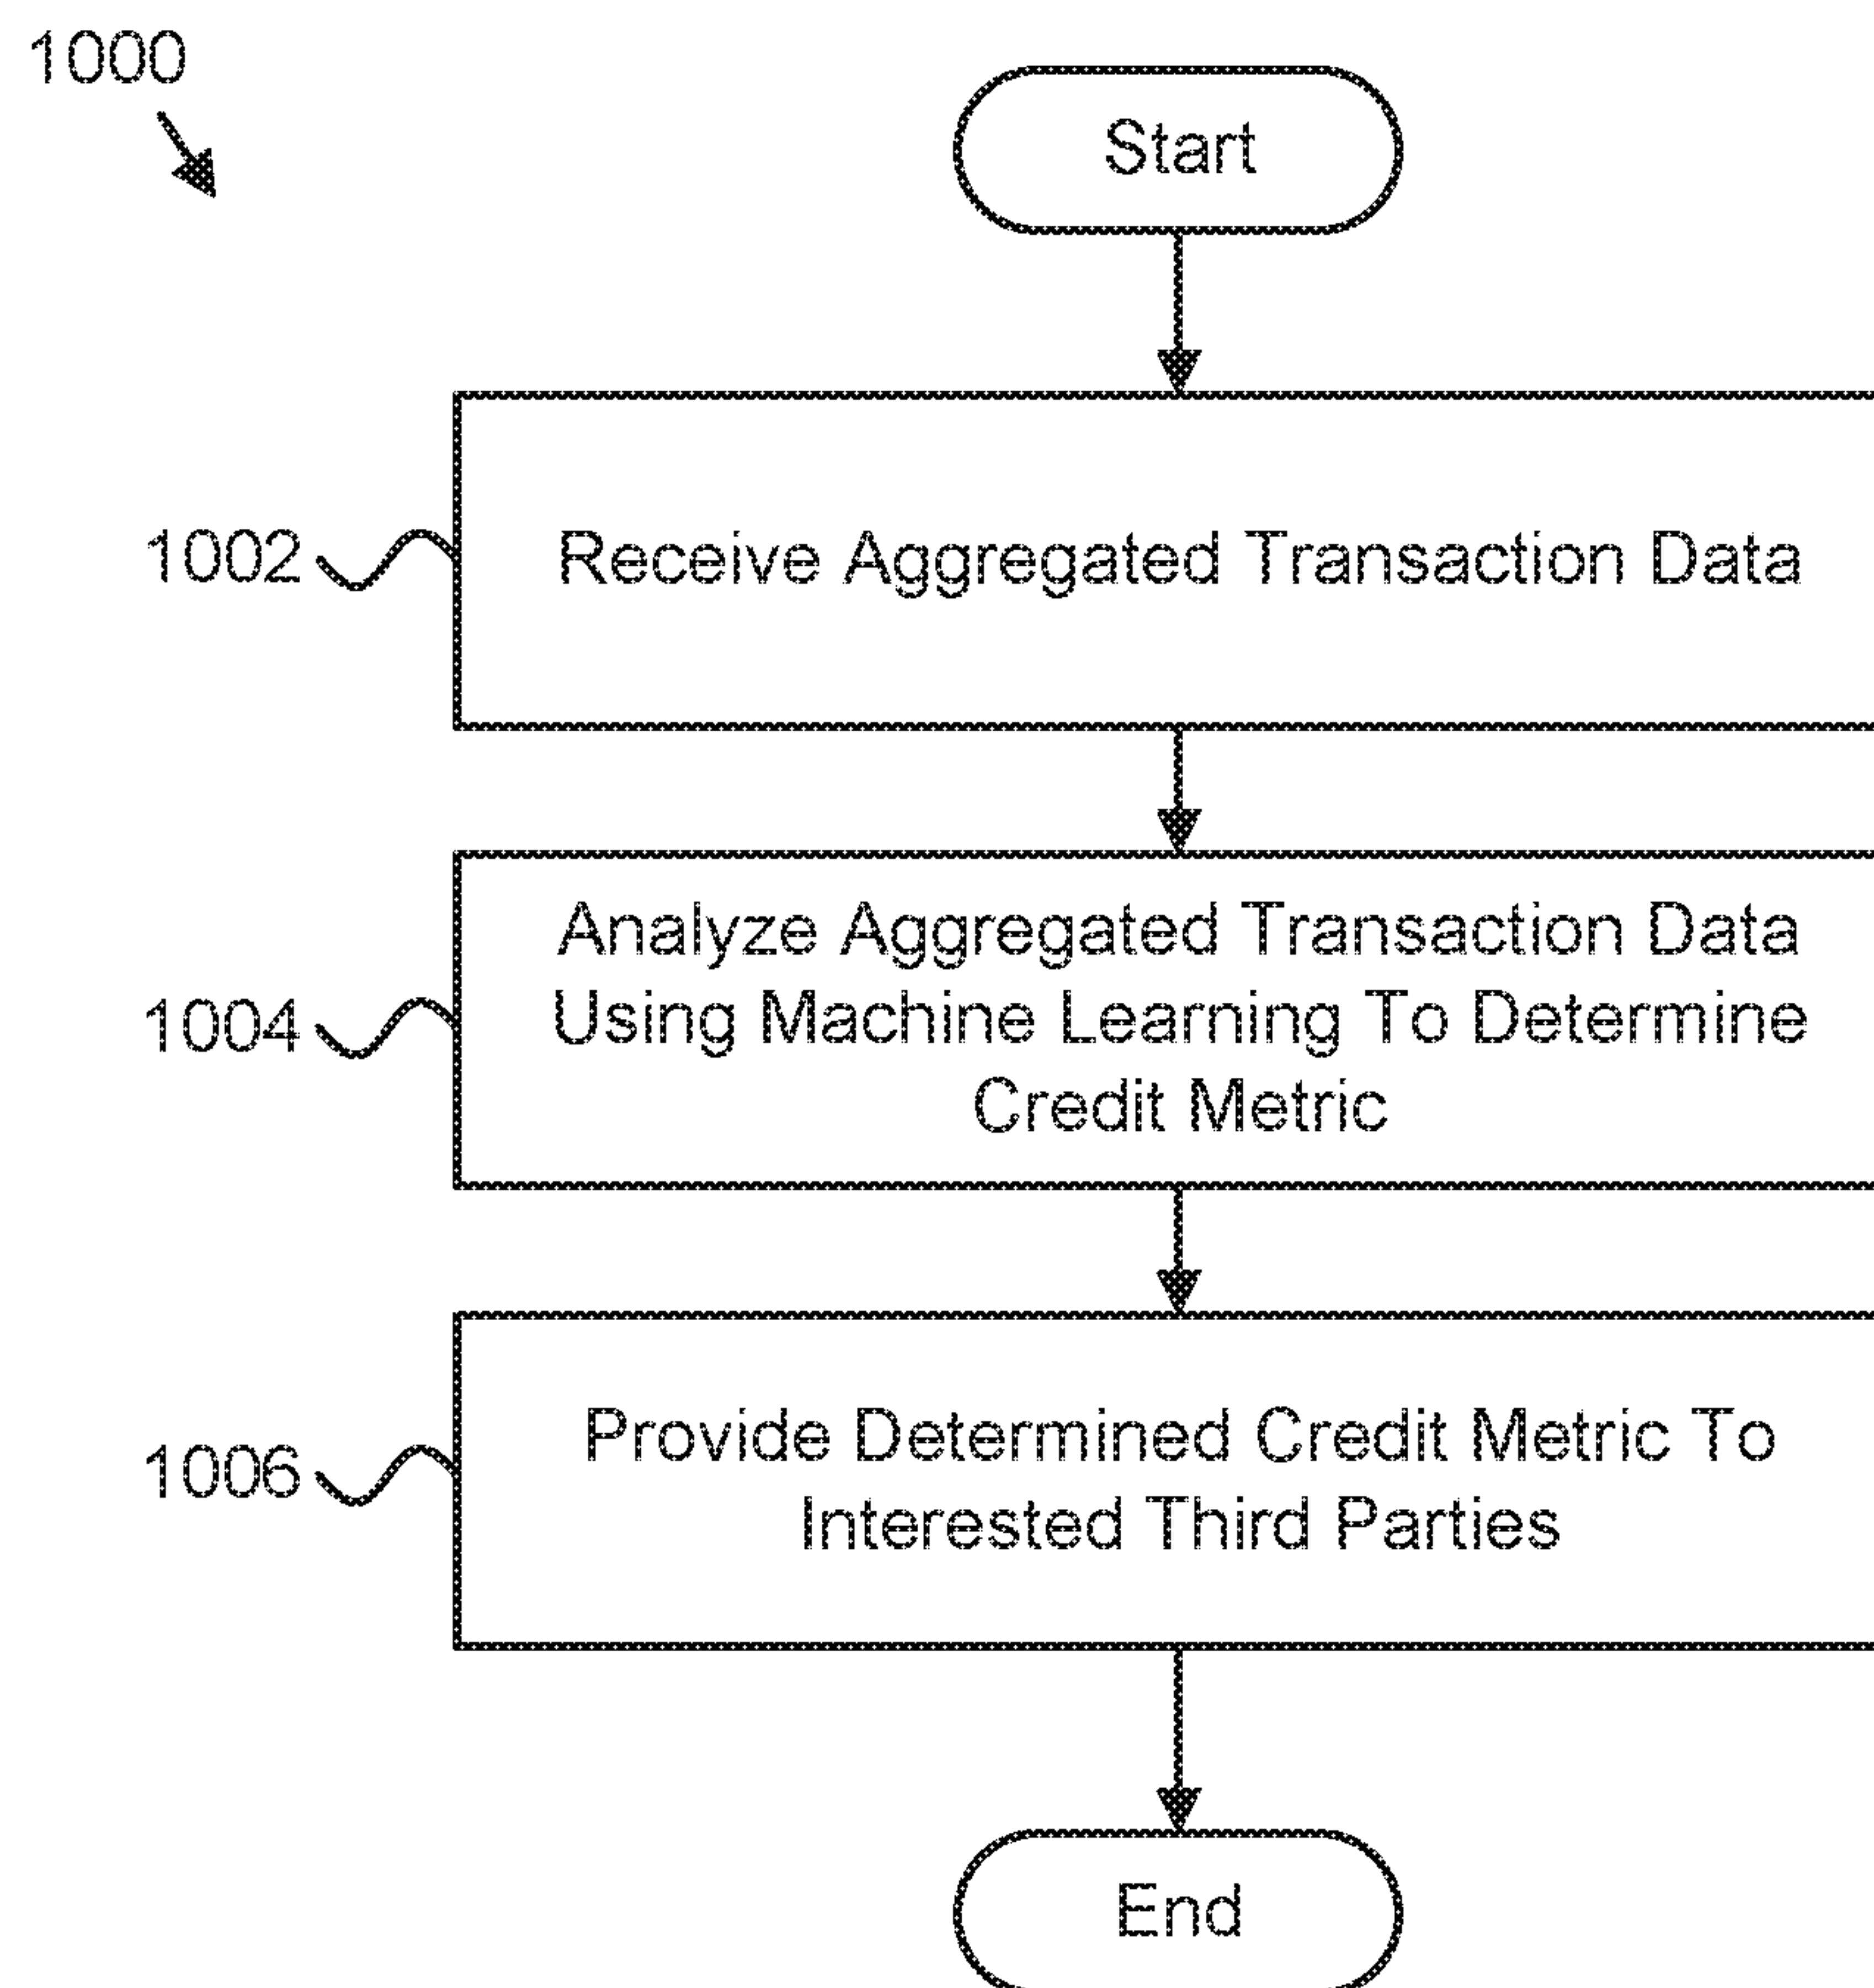 1000
Start
1002
Receive Aggregated Transaction Data
Analyze Aggregated Transaction Data
1004
Using Machine Learning To Determine
Credit Metric
Provide Determined Credit Metric To
1006
Interested Third Parties
End